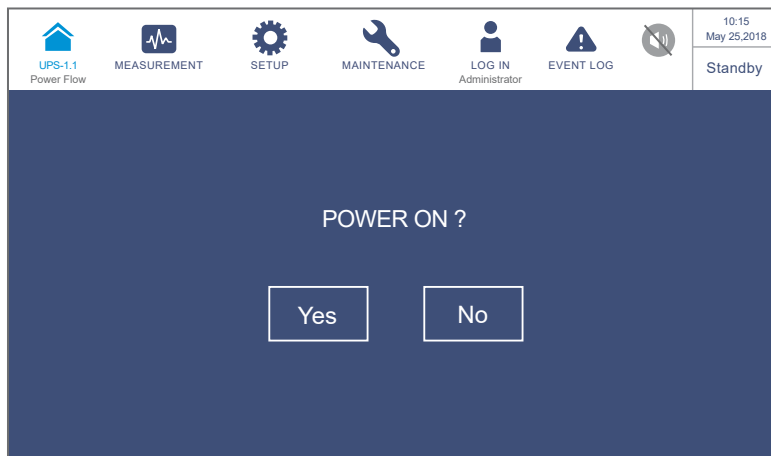 UPS-1.1
Power Flow
MEASUREMENT
SETUP
MAINTENANCE
LOG IN
Administrator
EVENT LOG
10:15
May 25,2018
Standby
POWER ON ?
Yes
No